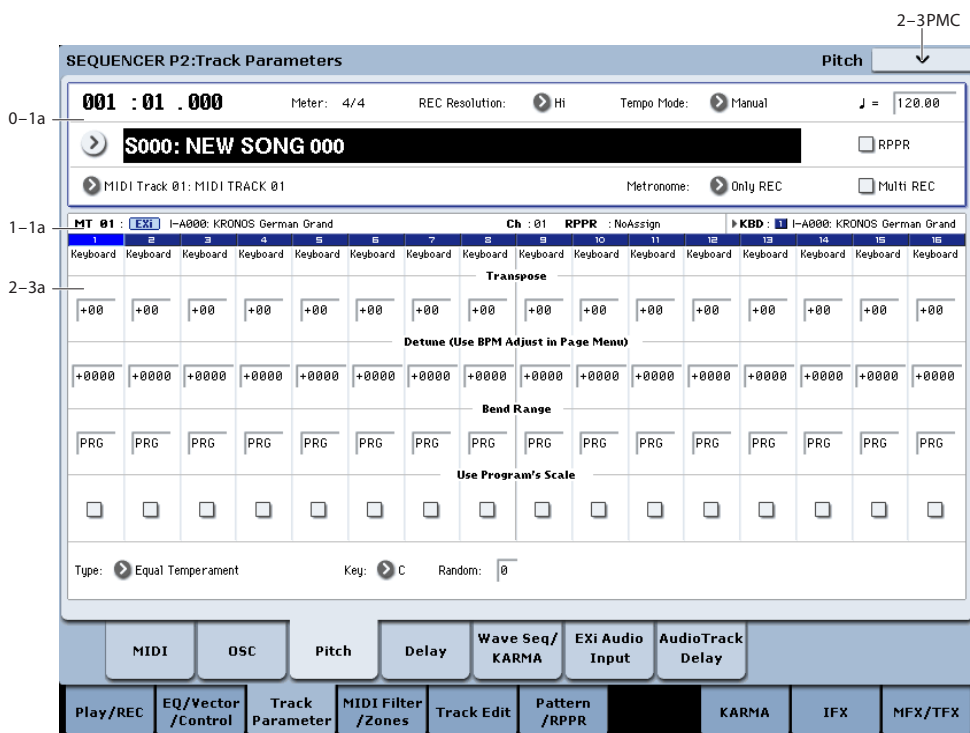 2–3PMC
SEQUENCER P2:Track Parameters Pitch
0–1a
001 :01 .000 Meter: 4/4 REC Resolution: Hi Tempo Mode: Manual ♩ = 120.00
S000: NEW SONG 000 RPPR
MIDI Track 01: MIDI TRACK 01 Metronome: Only REC Multi REC
1–1a
MT 01 : EXi I-A000: KRONOS German Grand Ch :01 RPPR :NoAssign KBD : 1 I-A000: KRONOS German Grand
1 2 3 4 5 6 7 8 9 10 11 12 13 14 15 16
Keyboard Keyboard Keyboard Keyboard Keyboard Keyboard Keyboard Keyboard Keyboard Keyboard Keyboard Keyboard Keyboard Keyboard Keyboard Keyboard
2–3a
Transpose
+00 +00 +00 +00 +00 +00 +00 +00 +00 +00 +00 +00 +00 +00 +00 +00
Detune (Use BPM Adjust in Page Menu)
+0000 +0000 +0000 +0000 +0000 +0000 +0000 +0000 +0000 +0000 +0000 +0000 +0000 +0000 +0000 +0000
Bend Range
PRG PRG PRG PRG PRG PRG PRG PRG PRG PRG PRG PRG PRG PRG PRG PRG
Use Program's Scale
Type: Equal Temperament Key: C Random: 0
MIDI OSC Pitch Delay Wave Seq/ KARMA EXi Audio Input AudioTrack Delay
Play/REC EQ/Vector /Control Track Parameter MIDI Filter /Zones Track Edit Pattern /RPPR KARMA IFX MFX/TFX